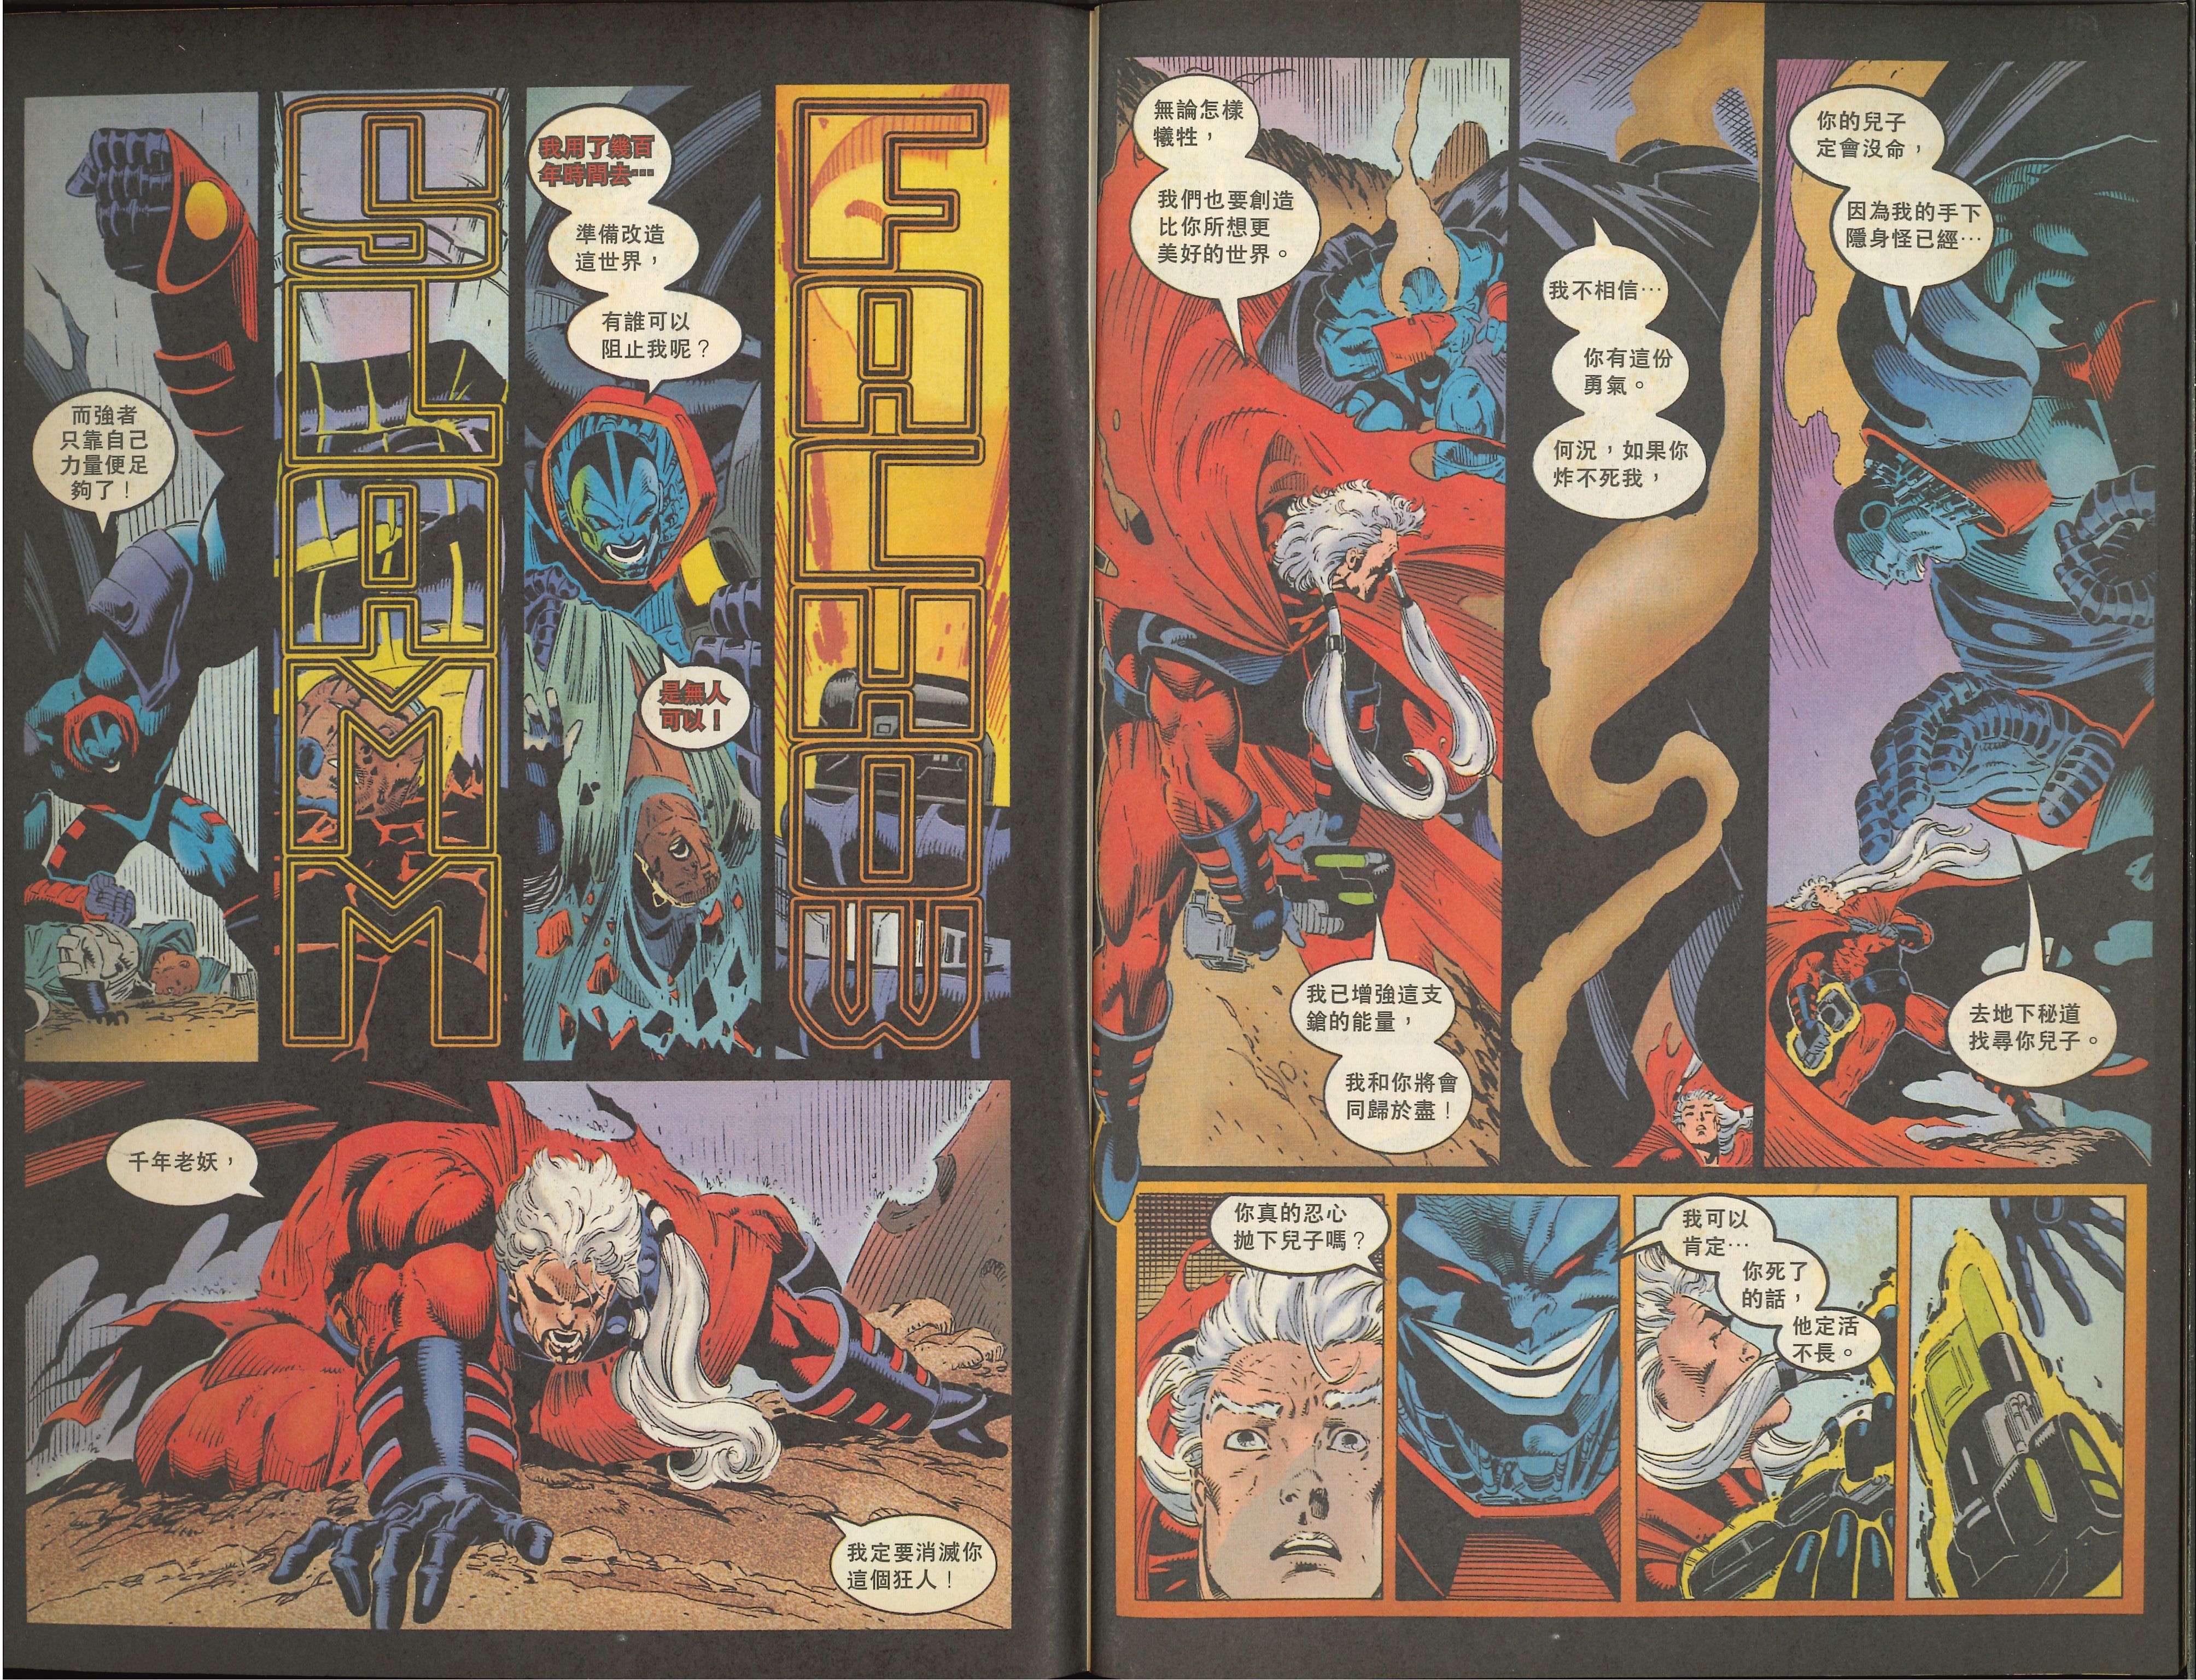 而強者
只靠自己
力量便足
夠了！
SLAMM
我用了幾百
年時間去…
準備改造
這世界，
有誰可以
阻止我呢？
是無人
可以！
千年老妖，
我定要消滅你
這個狂人！
無論怎樣
犧牲，
我們也要創造
比你所想更
美好的世界。
我已增強這支
鎗的能量，
我和你將會
同歸於盡！
我不相信…
你有這份
勇氣。
何況，如果你
炸不死我，
你的兒子
定會沒命，
因為我的手下
隱身怪已經…
去地下秘道
找尋你兒子。
你真的忍心
拋下兒子嗎？
我可以
肯定…
你死了
的話，
他定活
不長。